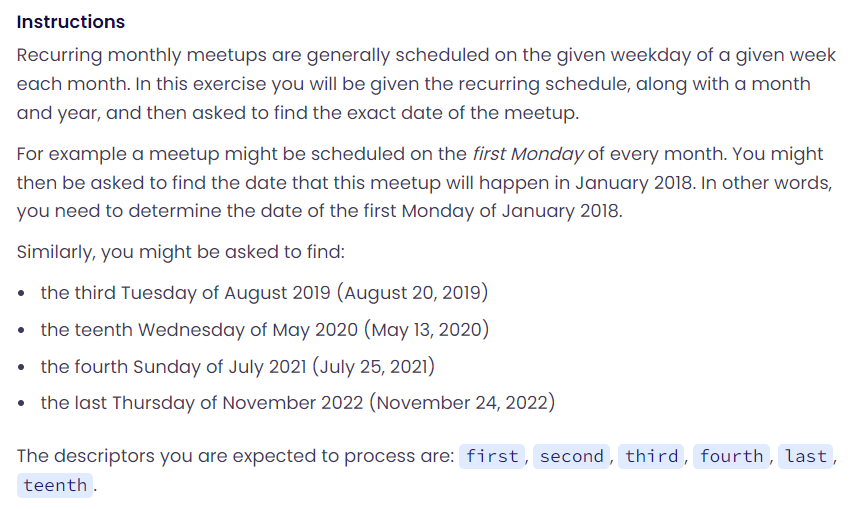 Instructions
Recurring monthly meetups are generally scheduled on the given weekday of a given week
each month. In this exercise you will be given the recurring schedule, along with a month
and year, and then asked to find the exact date of the meetup.
For example a meetup might be scheduled on the first Monday of every month. You might
then be asked to find the date that this meetup will happen in January 2018. In other words,
you need to determine the date of the first Monday of January 2018.
Similarly, you might be asked to find:
• the third Tuesday of August 2019 (August 20, 2019)
• the teenth Wednesday of May 2020 (May 13, 2020)
• the fourth Sunday of July 2021 (July 25, 2021)
• the last Thursday of November 2022 (November 24, 2022)
The descriptors you are expected to process are: first, second, third, fourth, last,
teenth.